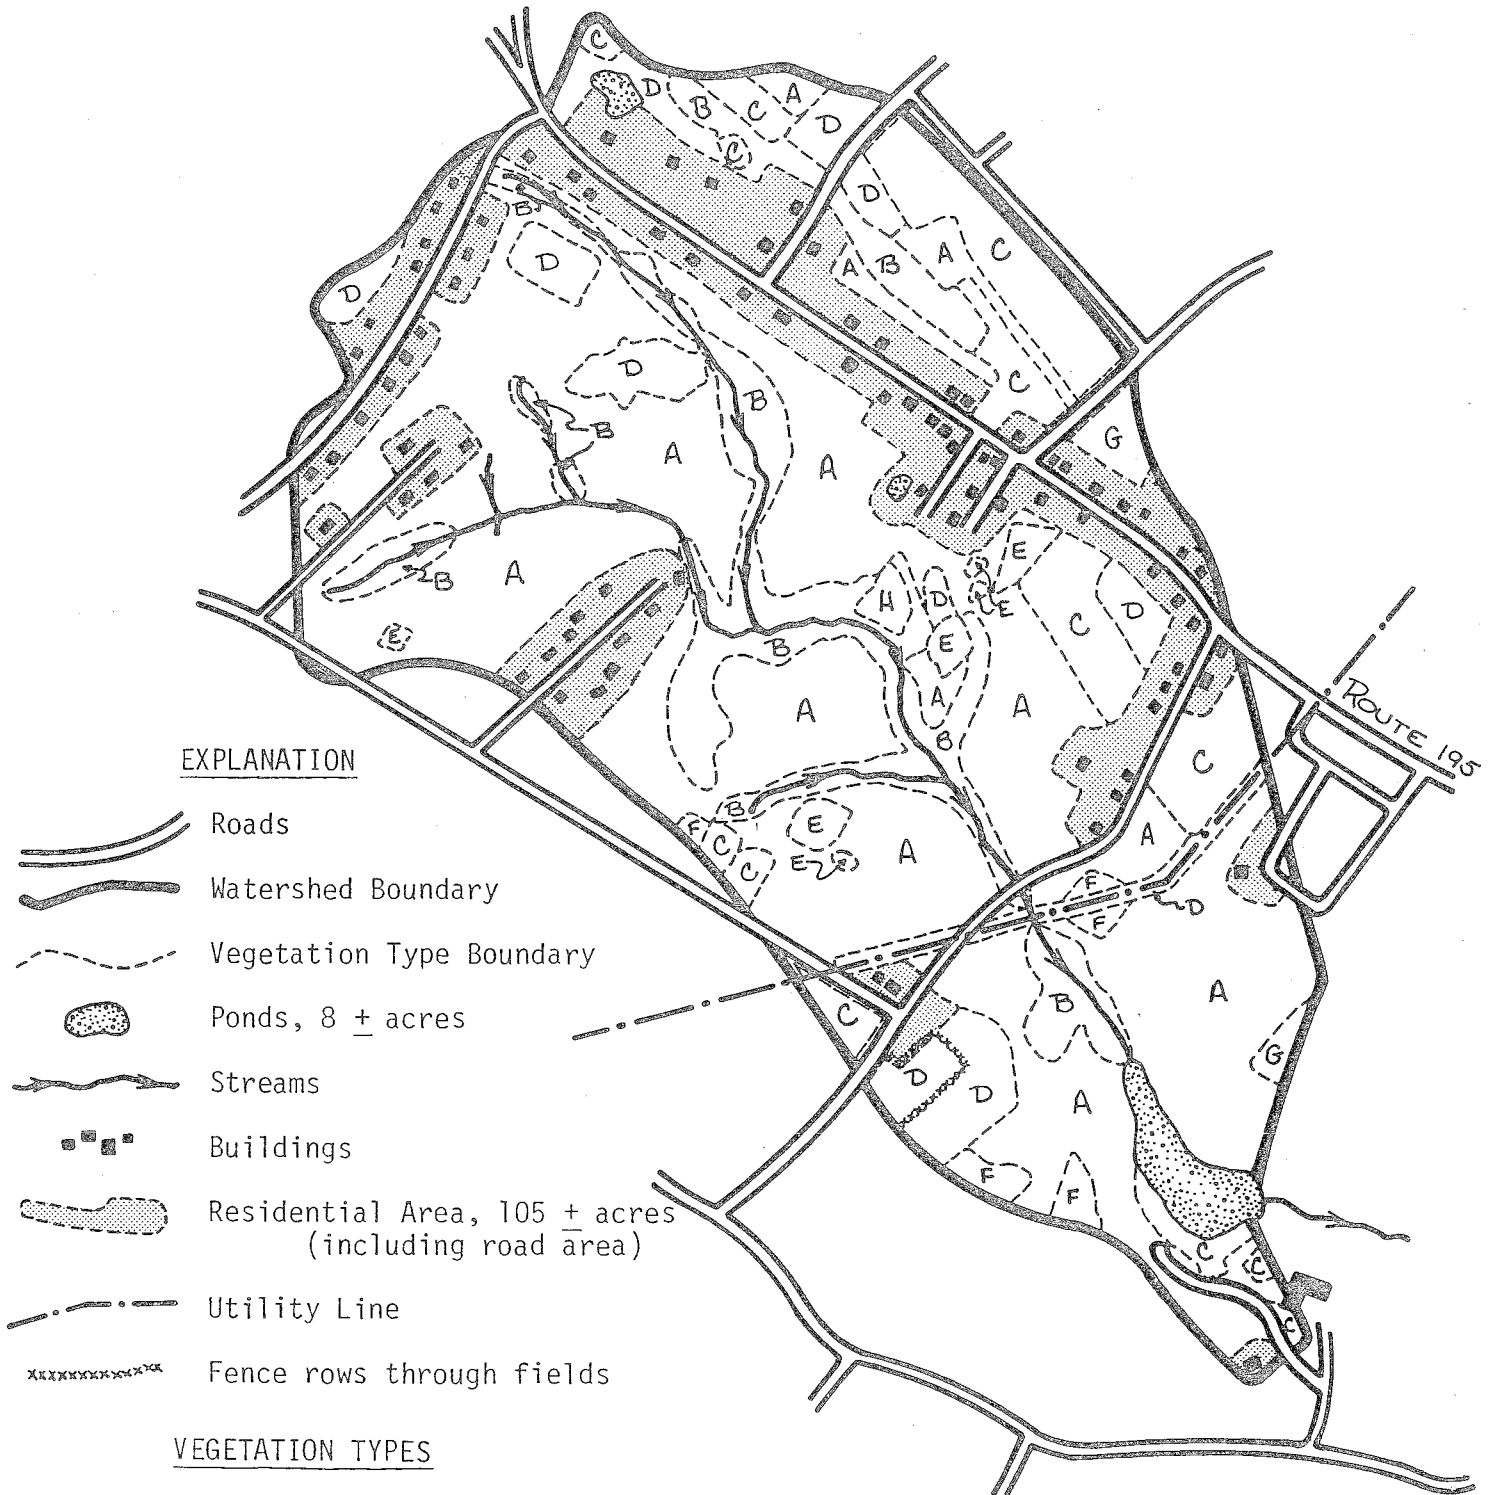 C
D
B
C
A
D
C
D
B
D
A
C
A
B
D
D
C
B
G
B
A
A
E
B
A
H
D
E
C
D
E
E
B
A
A
A
B
ROUTE 195
C
EXPLANATION
B
E
F
C
C
E
A
A
Roads
F
D
F
Watershed Boundary
Vegetation Type Boundary
A
B
C
G
Ponds, 8 ± acres
D
D
A
Streams
Buildings
F
F
Residential Area, 105 ± acres
(including road area)
C
C
Utility Line
C
Fence rows through fields
VEGETATION TYPES